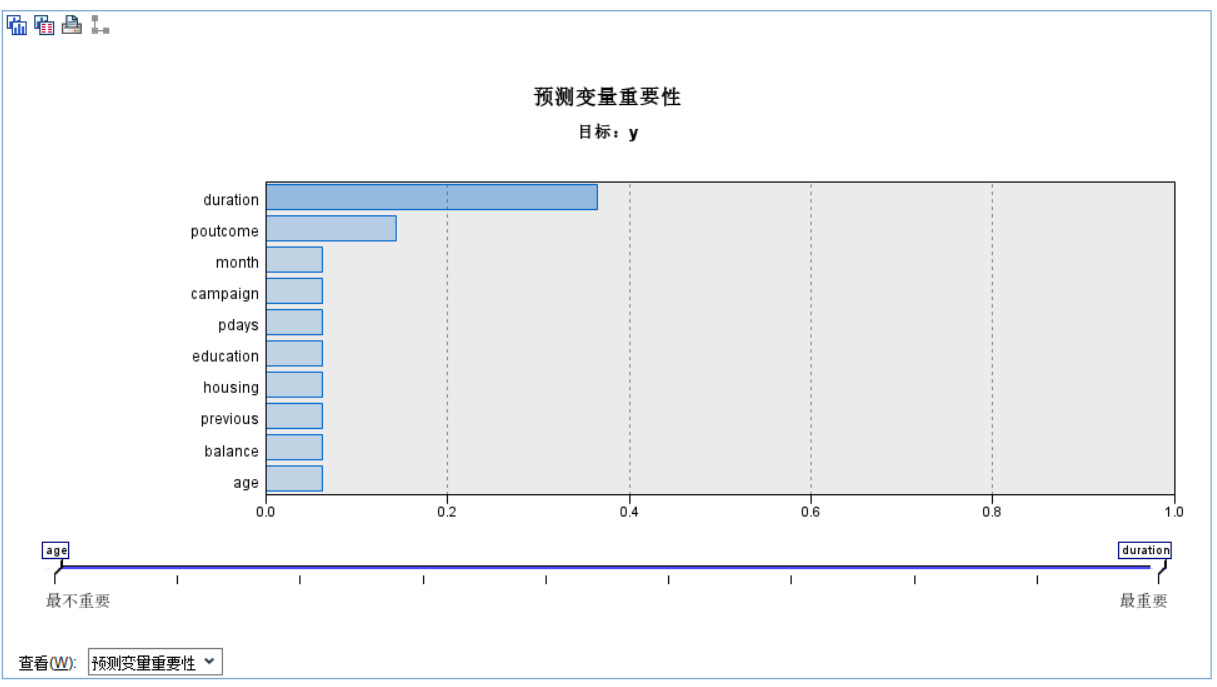 预测变量重要性
目标：y
duration
poutcome
month
campaign
pdays
education
housing
previous
balance
age
0.0 0.2 0.4 0.6 0.8 1.0
age duration
最不重要 最重要
查看(W): 预测变量重要性